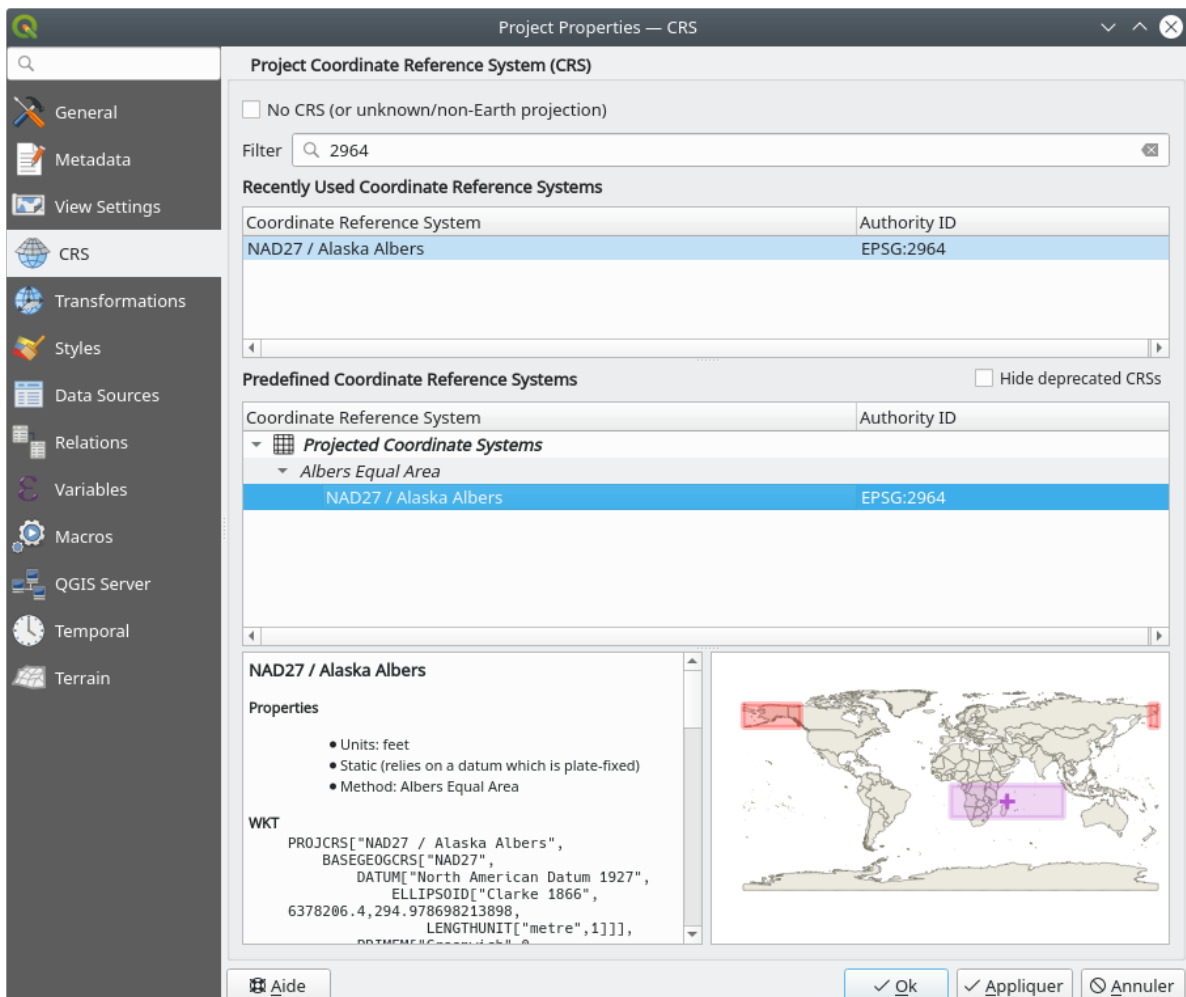 Project Properties — CRS
Project Coordinate Reference System (CRS)
General
Metadata
View Settings
CRS
Transformations
Styles
Data Sources
Relations
Variables
Macros
QGIS Server
Temporal
Terrain
No CRS (or unknown/non-Earth projection)
Filter 2964
Recently Used Coordinate Reference Systems
Coordinate Reference System Authority ID
NAD27 / Alaska Albers EPSG:2964
Predefined Coordinate Reference Systems Hide deprecated CRSs
Coordinate Reference System Authority ID
Projected Coordinate Systems
Albers Equal Area
NAD27 / Alaska Albers EPSG:2964
NAD27 / Alaska Albers
Properties
• Units: feet
• Static (relies on a datum which is plate-fixed)
• Method: Albers Equal Area
WKT
PROJCRS["NAD27 / Alaska Albers",
BASEGEOGCRS["NAD27",
DATUM["North American Datum 1927",
ELLIPSOID["Clarke 1866",
6378206.4,294.978698213898,
LENGTHUNIT["metre",1]]],
PRIMEM["Greenwich",0,
Aide
Ok Appliquer Annuler